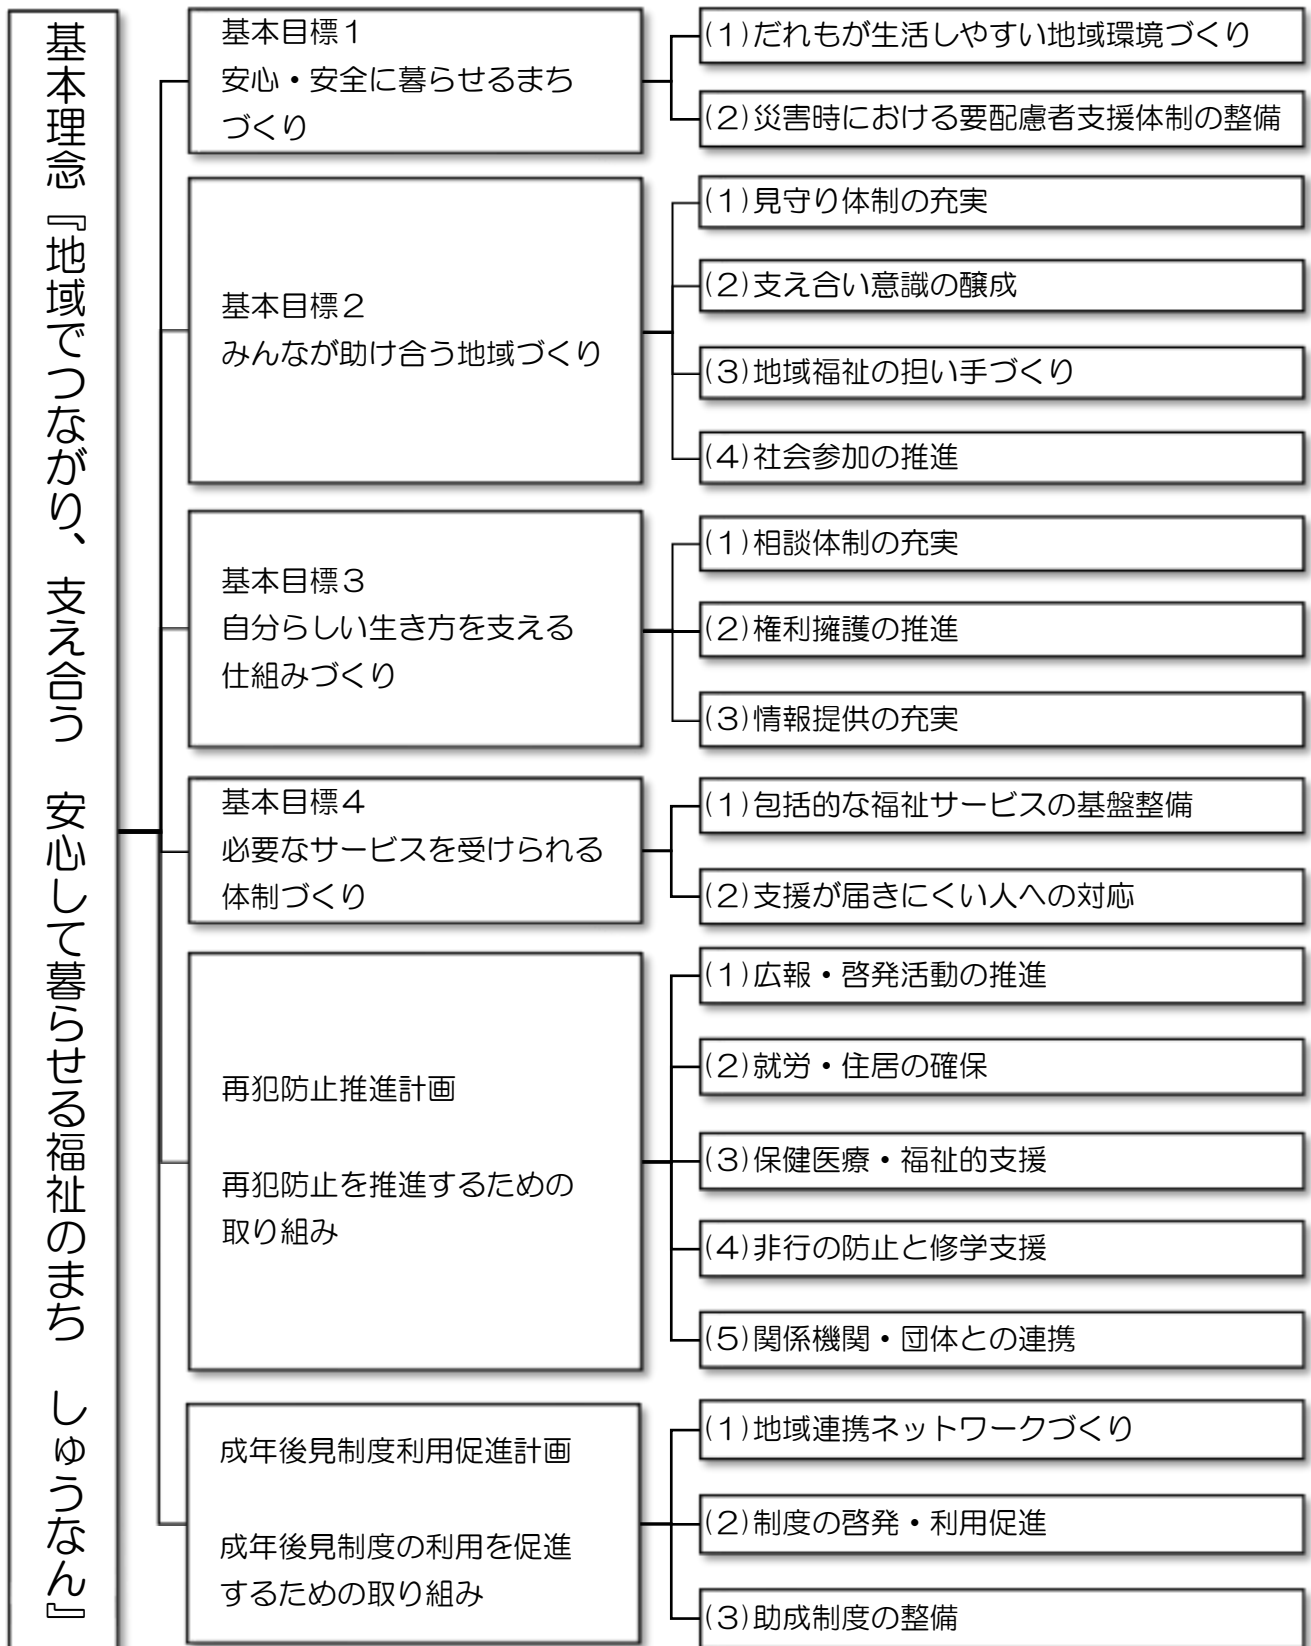 基本理念『地域でつながり、支え合う　安心して暮らせる福祉のまち　しゅうなん』
基本目標１
安心・安全に暮らせるまち
づくり
(１)だれもが生活しやすい地域環境づくり
(２)災害時における要配慮者支援体制の整備
基本目標２
みんなが助け合う地域づくり
(１)見守り体制の充実
(２)支え合い意識の醸成
(３)地域福祉の担い手づくり
(４)社会参加の推進
基本目標３
自分らしい生き方を支える
仕組みづくり
(１)相談体制の充実
(２)権利擁護の推進
(３)情報提供の充実
基本目標４
必要なサービスを受けられる
体制づくり
(１)包括的な福祉サービスの基盤整備
(２)支援が届きにくい人への対応
再犯防止推進計画
再犯防止を推進するための
取り組み
(１)広報・啓発活動の推進
(２)就労・住居の確保
(３)保健医療・福祉的支援
(４)非行の防止と修学支援
(５)関係機関・団体との連携
成年後見制度利用促進計画
成年後見制度の利用を促進
するための取り組み
(１)地域連携ネットワークづくり
(２)制度の啓発・利用促進
(３)助成制度の整備